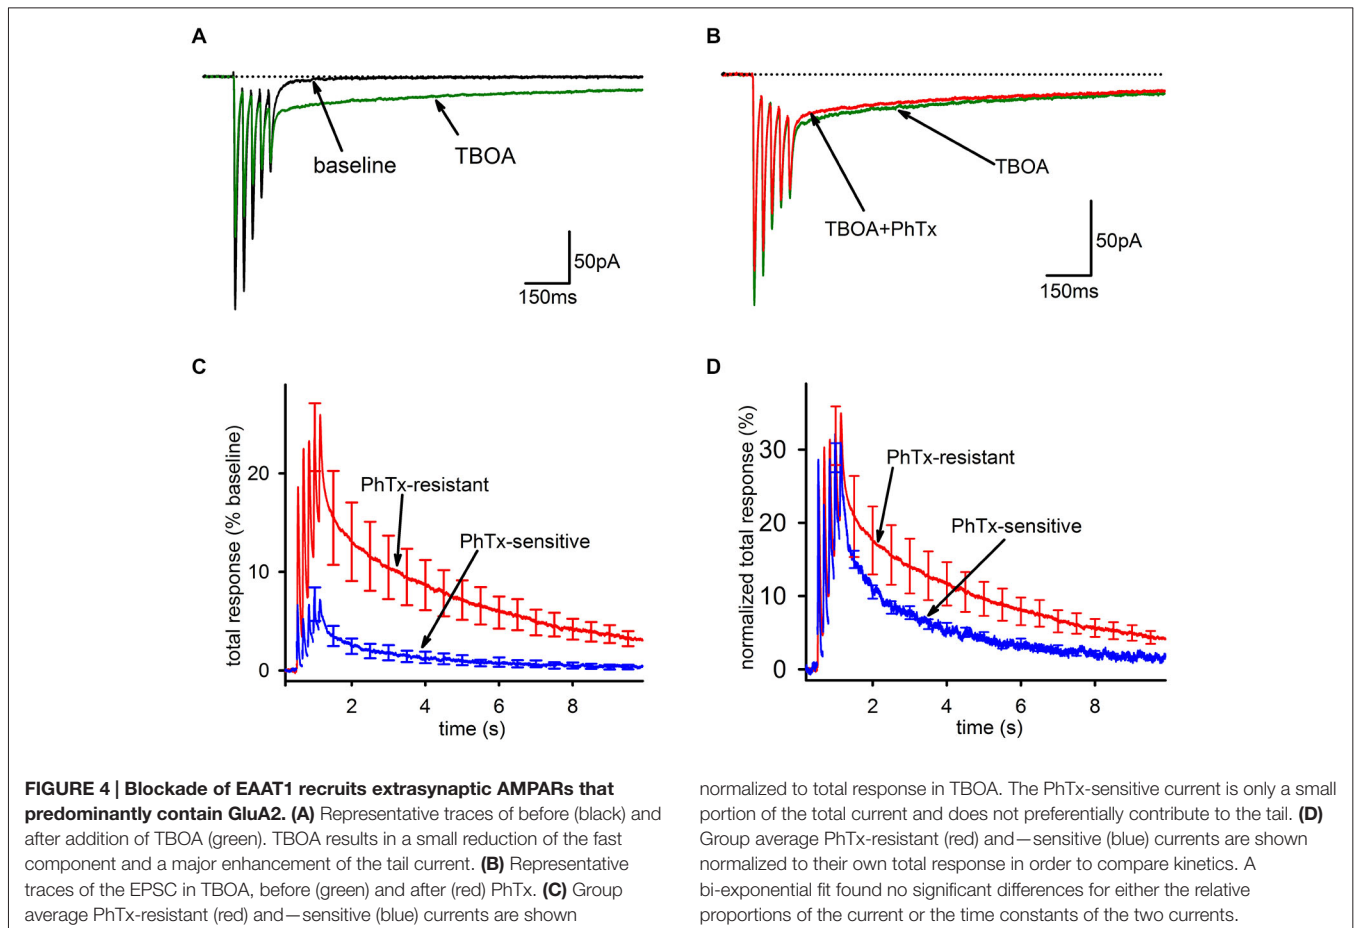 A
baseline
TBOA
50pA
150ms
B
TBOA
TBOA+PhTx
50pA
150ms
C
total response (% baseline)
20
10
0
PhTx-resistant
PhTx-sensitive
2 4 6 8
time (s)
D
normalized total response (%)
30
20
10
0
PhTx-resistant
PhTx-sensitive
2 4 6 8
time (s)
FIGURE 4 | Blockade of EAAT1 recruits extrasynaptic AMPARs that
predominantly contain GluA2. (A) Representative traces of before (black) and
after addition of TBOA (green). TBOA results in a small reduction of the fast
component and a major enhancement of the tail current. (B) Representative
traces of the EPSC in TBOA, before (green) and after (red) PhTx. (C) Group
average PhTx-resistant (red) and—sensitive (blue) currents are shown
normalized to total response in TBOA. The PhTx-sensitive current is only a small
portion of the total current and does not preferentially contribute to the tail. (D)
Group average PhTx-resistant (red) and—sensitive (blue) currents are shown
normalized to their own total response in order to compare kinetics. A
bi-exponential fit found no significant differences for either the relative
proportions of the current or the time constants of the two currents.